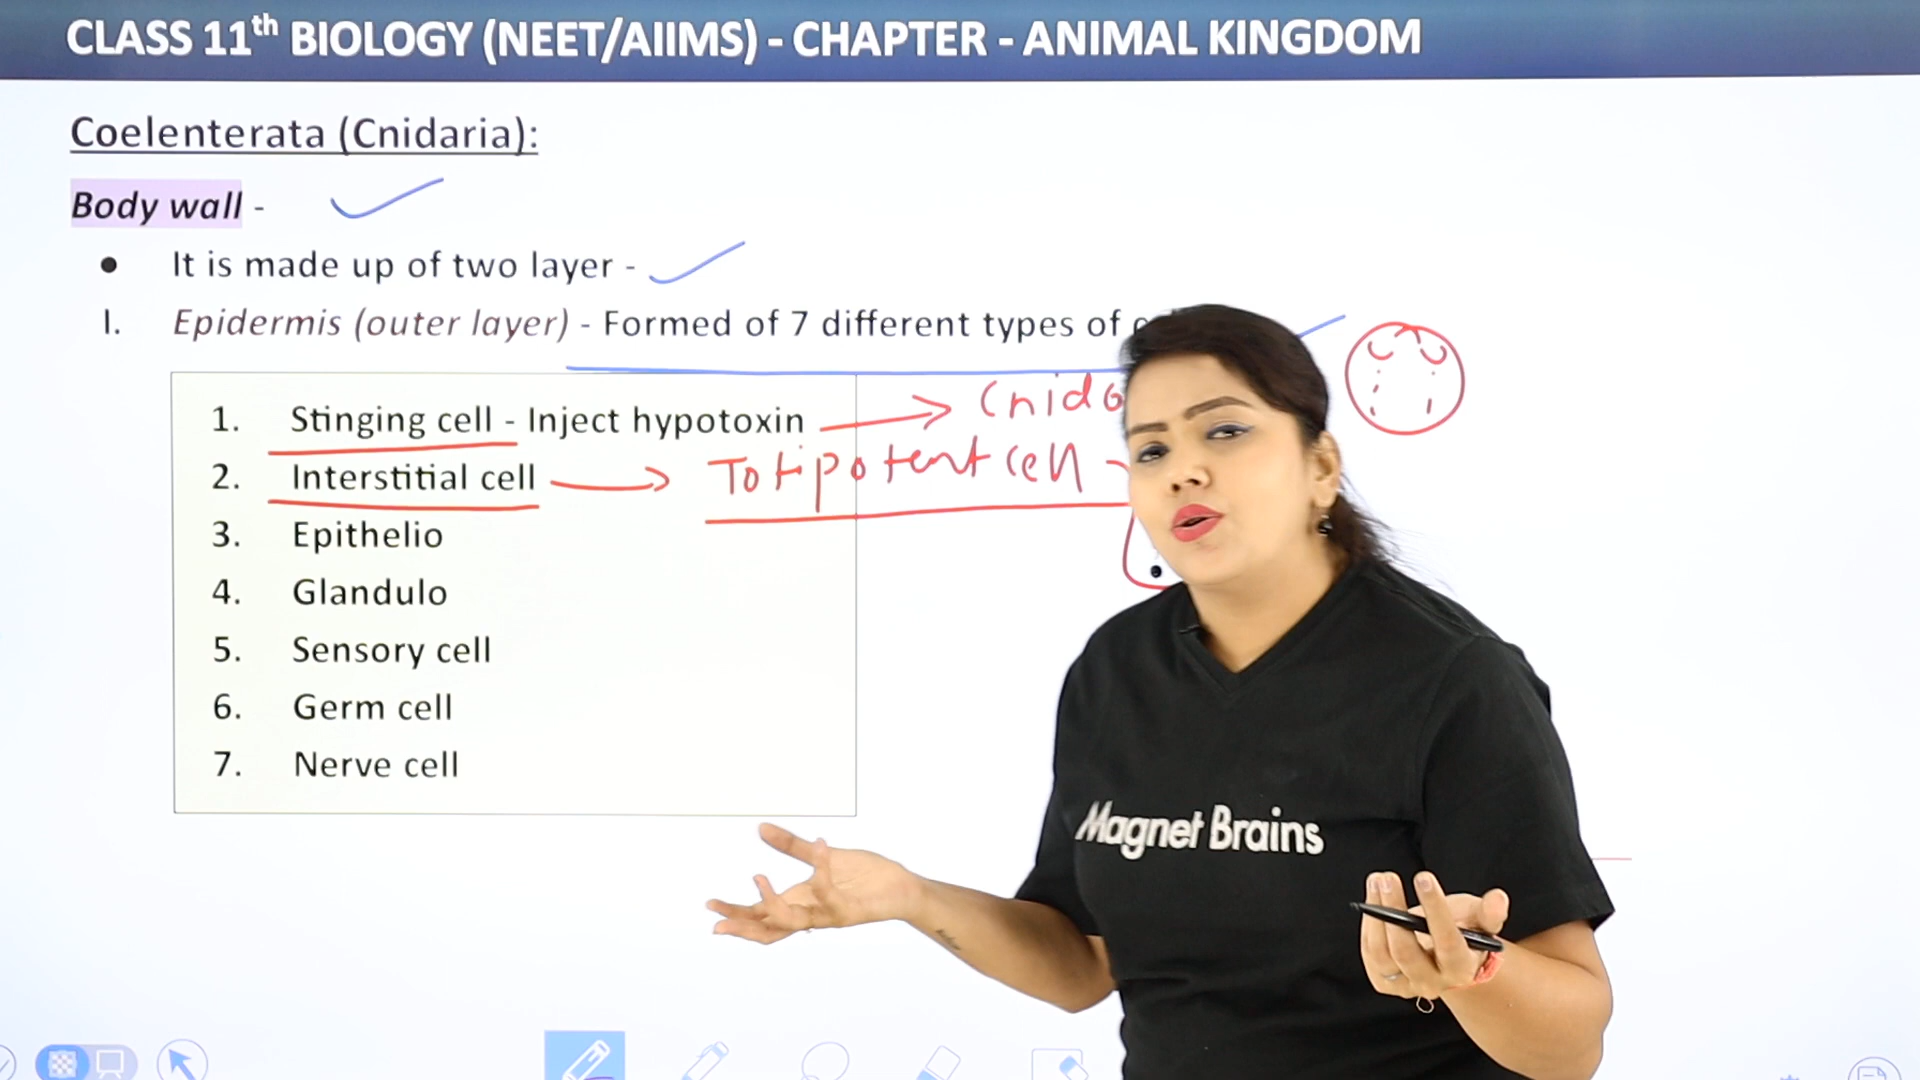 CLASS 11th BIOLOGY (NEET/AIIMS) - CHAPTER - ANIMAL KINGDOM
Coelenterata (Cnidaria):
Body wall -
• It is made up of two layer -
I. Epidermis (outer layer) - Formed of 7 different types of
1. Stinging cell - Inject hypotoxin
2. Interstitial cell → Totipotent cell
3. Epithelio
4. Glandulo
5. Sensory cell
6. Germ cell
7. Nerve cell
Magnet Brains